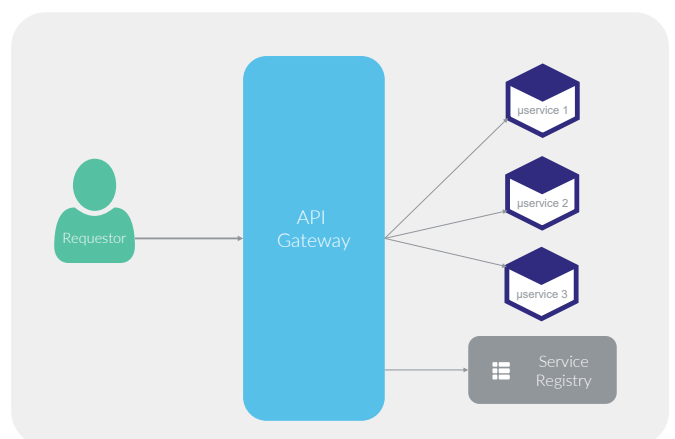 Requestor
API
Gateway
µservice 1
µservice 2
µservice 3
Service
Registry